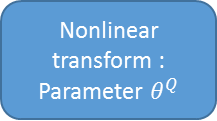 Nonlinear
transform :
Parameter θ^Q